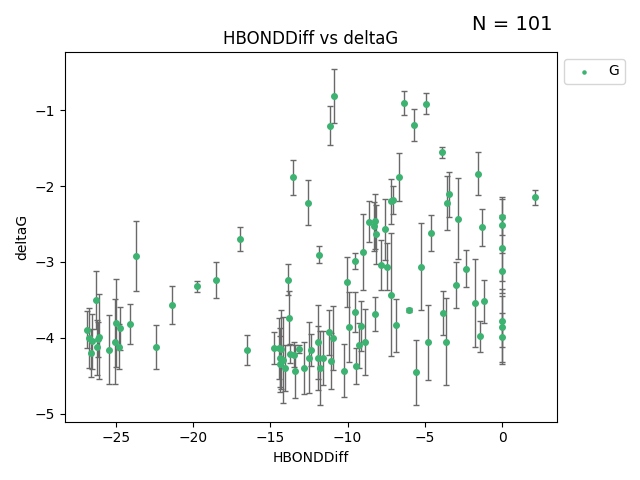 N = 101
HBONDDiff vs deltaG
G
deltaG
−1
−2
−3
−4
−5
−25
−20
−15
−10
−5
0
HBONDDiff